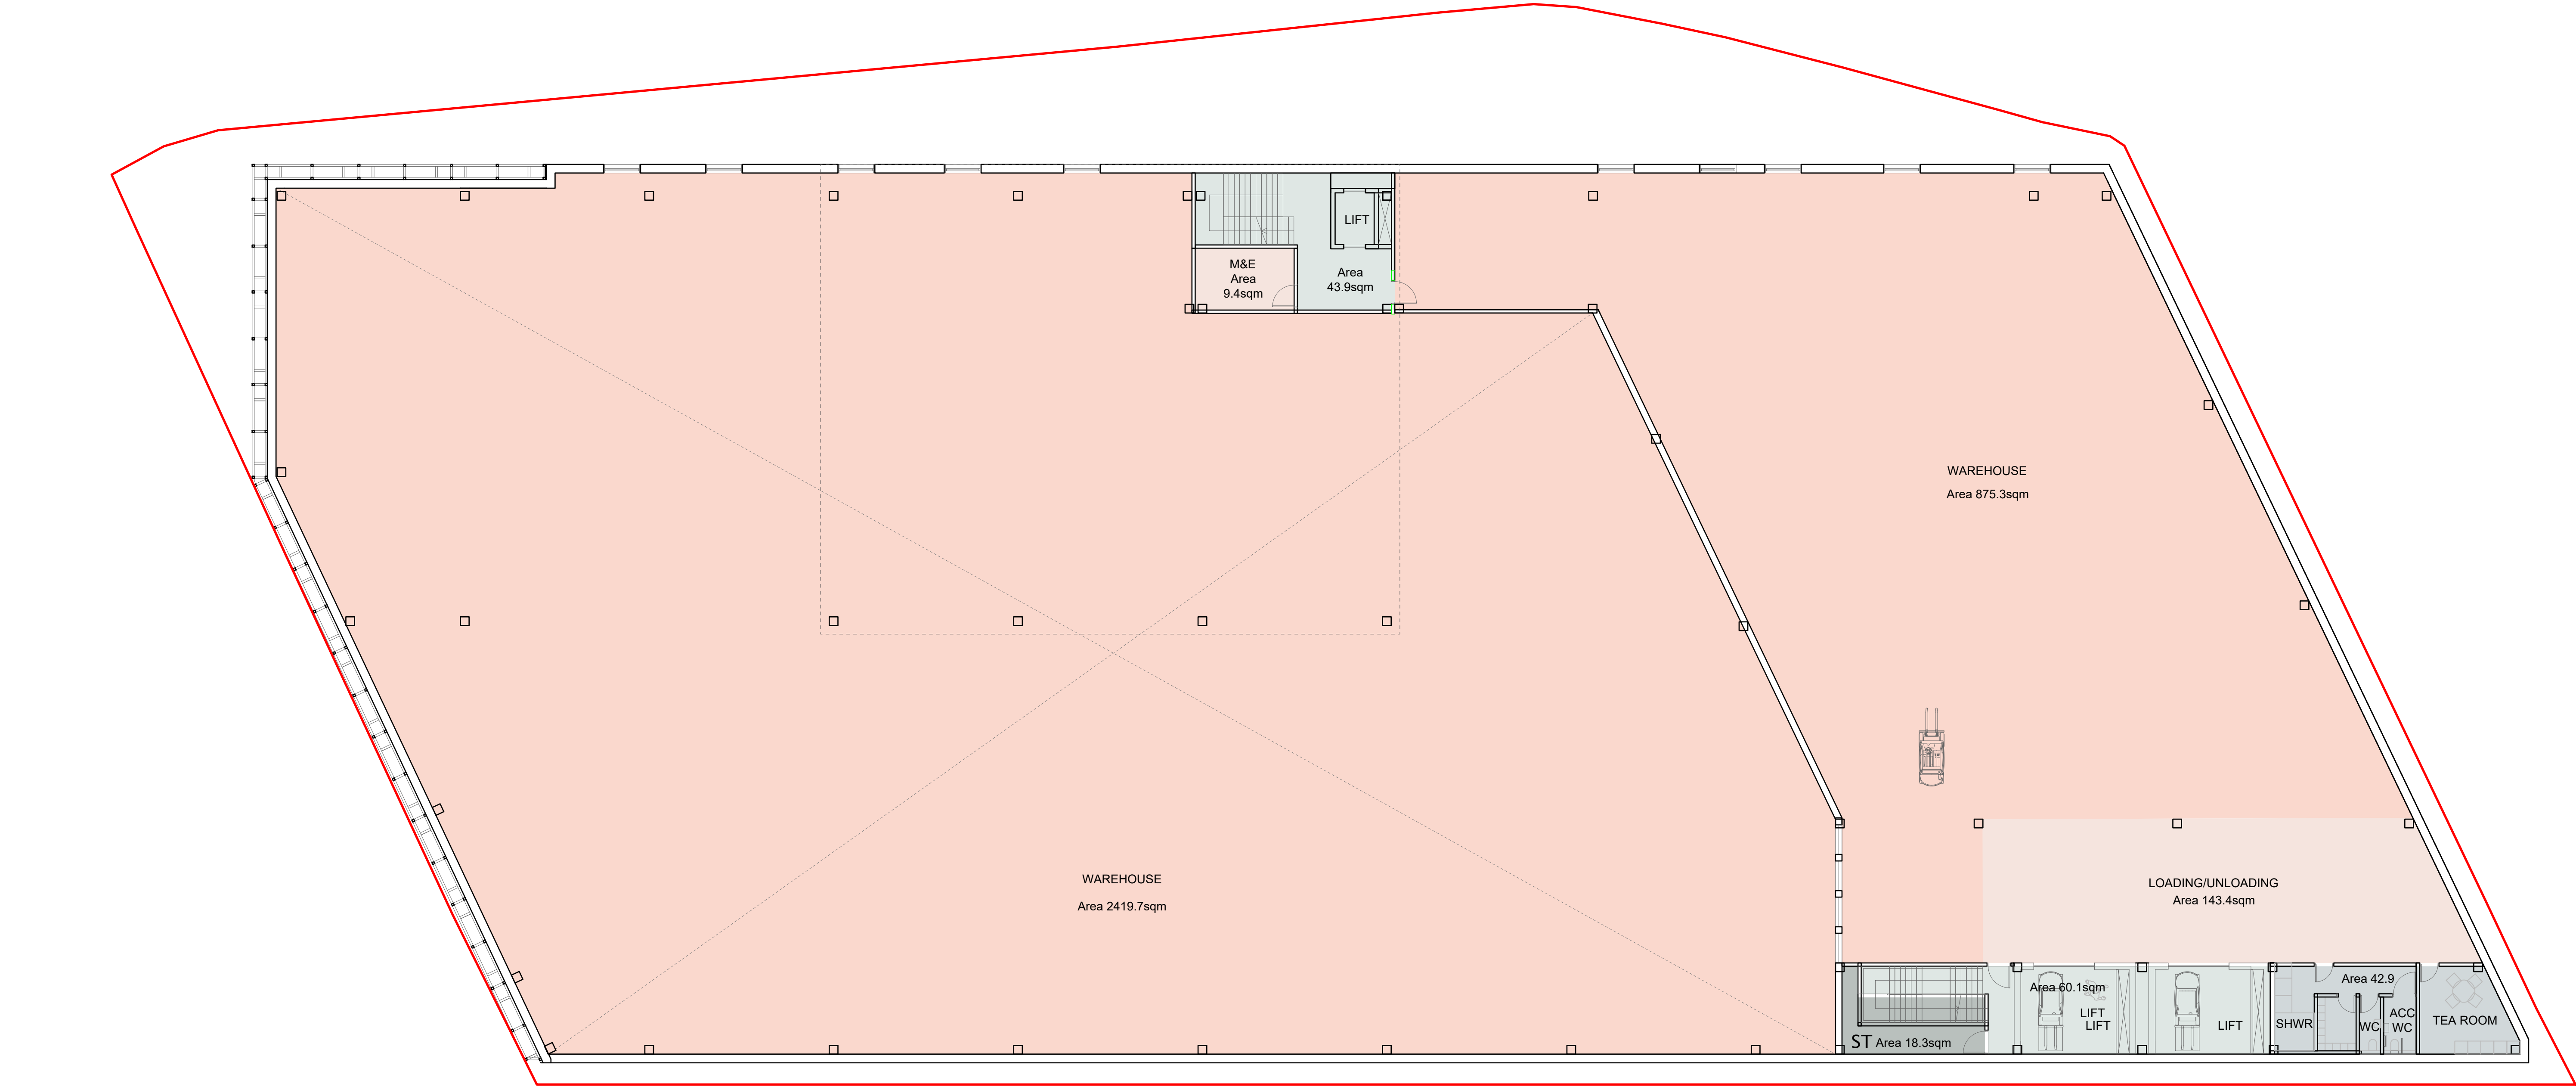 LIFT
M&E
Area
9.4sqm
Area
43.9sqm
WAREHOUSE
Area 875.3sqm
WAREHOUSE
Area 2419.7sqm
LOADING/UNLOADING
Area 143.4sqm
ST Area 18.3sqm
Area 60.1sqm
LIFT
LIFT
LIFT
Area 42.9
SHWR
WC
ACC
WC
TEA ROOM